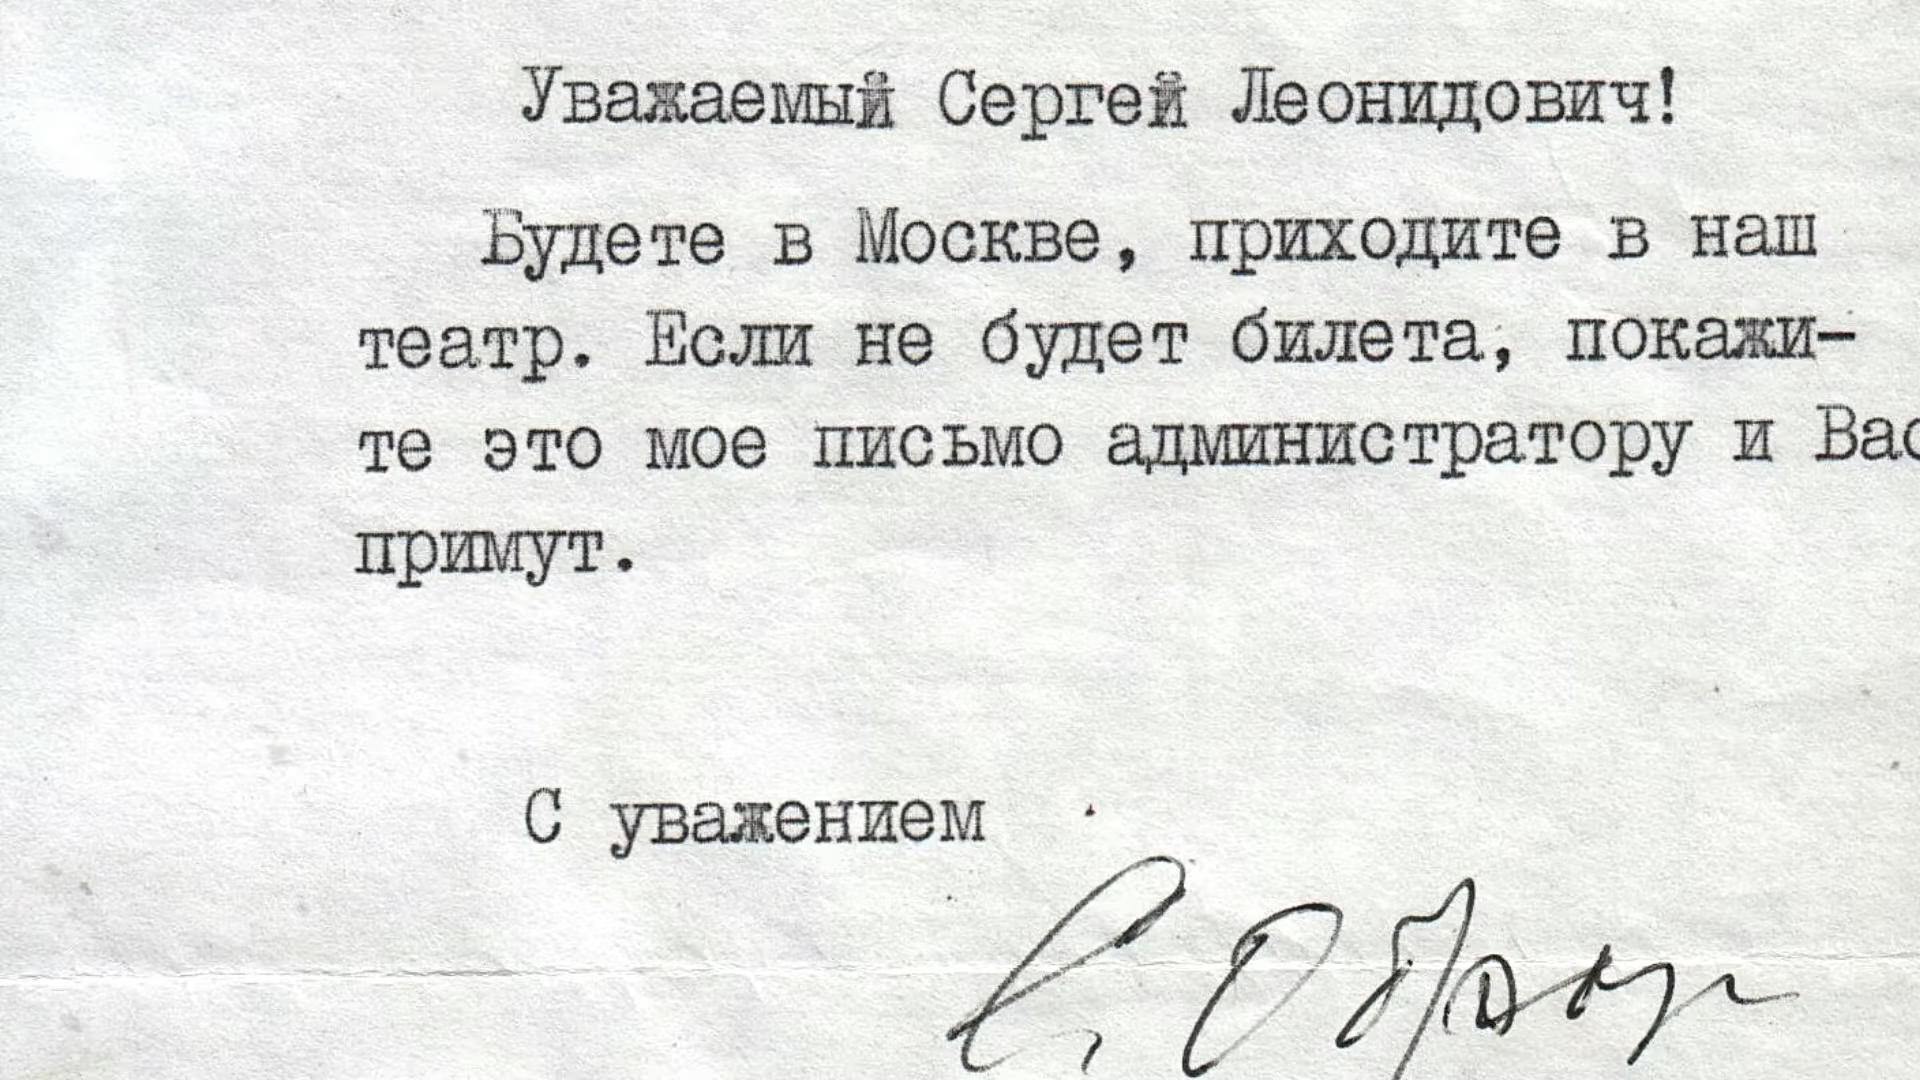 Уважаемый Сергей Леонидович!
Будете в Москве, приходите в наш
театр. Если не будет билета, покажи-
те это мое письмо администратору и Вас
примут.
С уважением